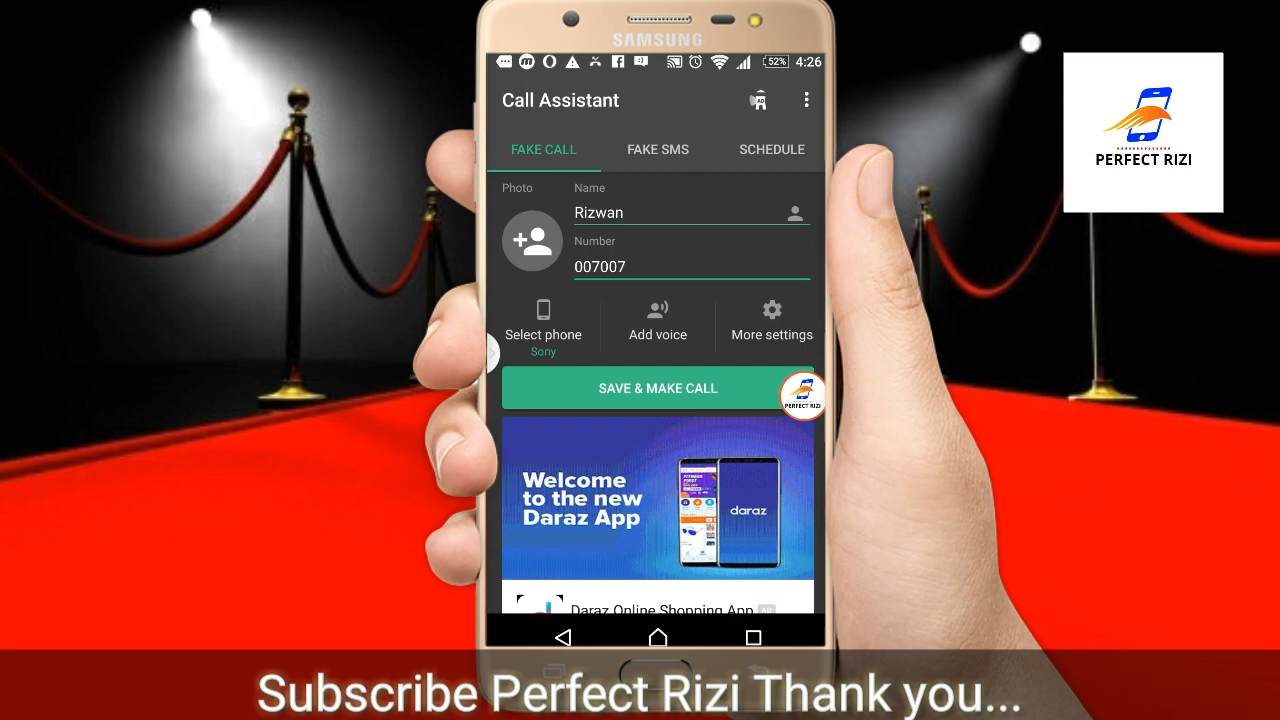 SAMSUNG
52% 4:26
Call Assistant
FAKE CALL FAKE SMS SCHEDULE
Photo
Name
Rizwan
Number
007007
Select phone
Sony
Add voice
More settings
SAVE & MAKE CALL
PERFECT RIZI
Welcome
to the new
Daraz App
daraz
Daraz Online Shopping App AD
PERFECT RIZI
Subscribe Perfect Rizi Thank you...